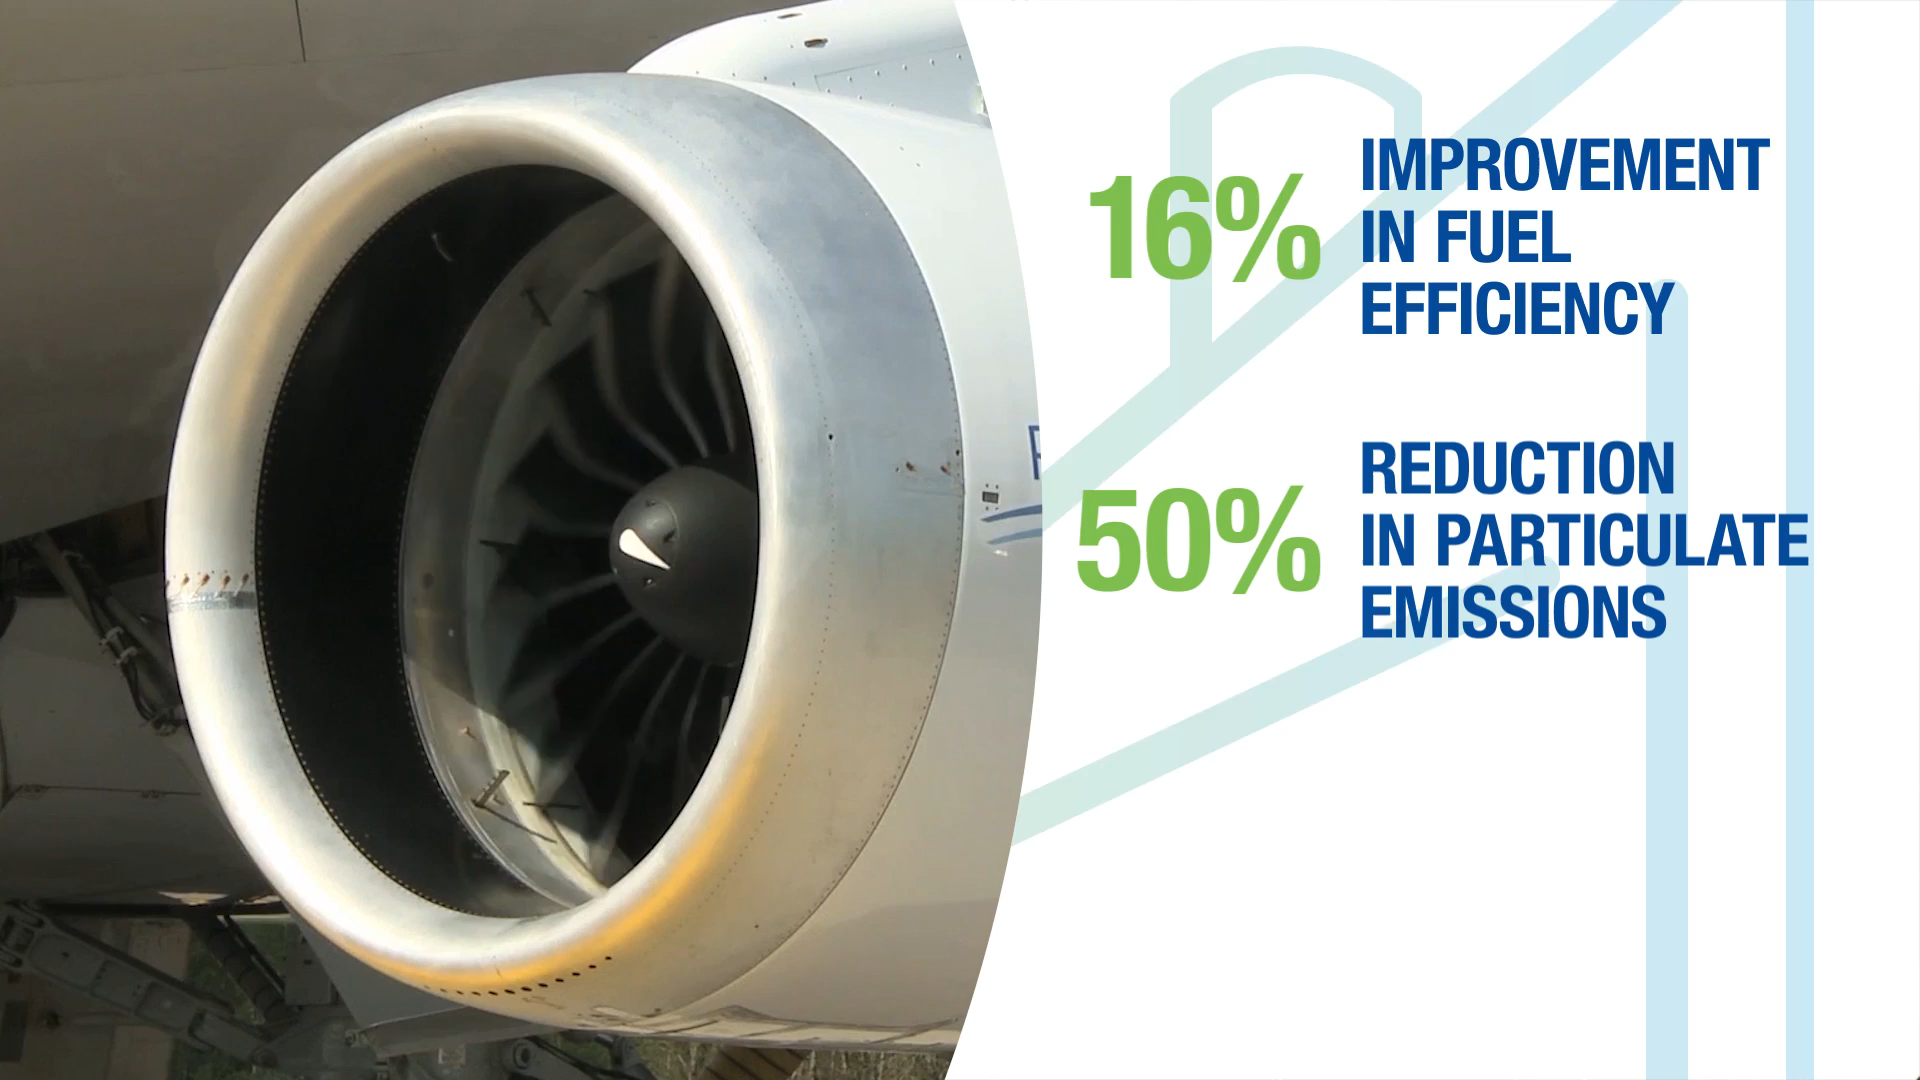 16%
IMPROVEMENT
IN FUEL
EFFICIENCY
50%
REDUCTION
IN PARTICULATE
EMISSIONS